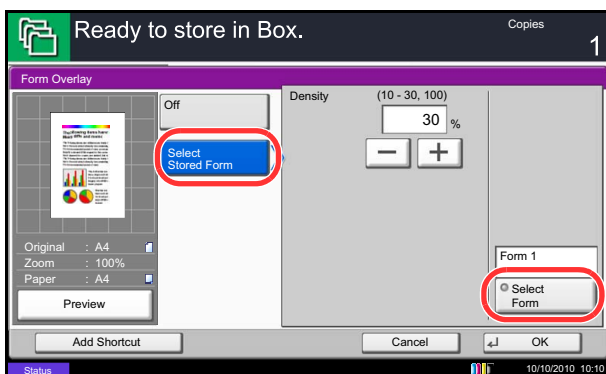 Ready to store in Box.
Copies
1
Form Overlay
Off
Select
Stored Form
Density
(10 - 30, 100)
30 %
Original : A4
Zoom : 100%
Paper : A4
Preview
Form 1
Select
Form
Add Shortcut
Cancel
OK
Status
10/10/2010 10:10